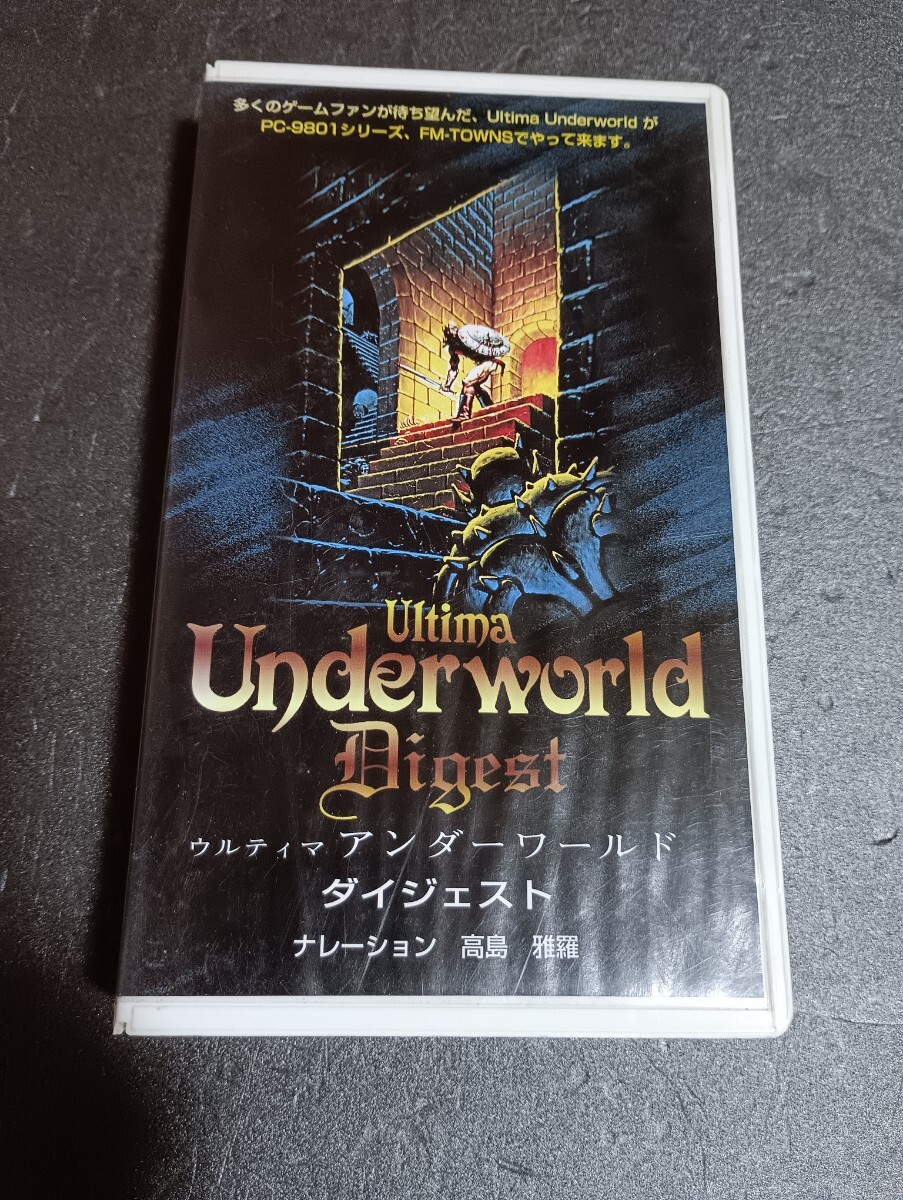 多くのゲームファンが待ち望んだ、Ultima Underworld が
PC-9801シリーズ、FM-TOWNSでやって来ます。
Ultima
Underworld
Digest
ウルティマ アンダーワールド
ダイジェスト
ナレーション 高島 雅羅